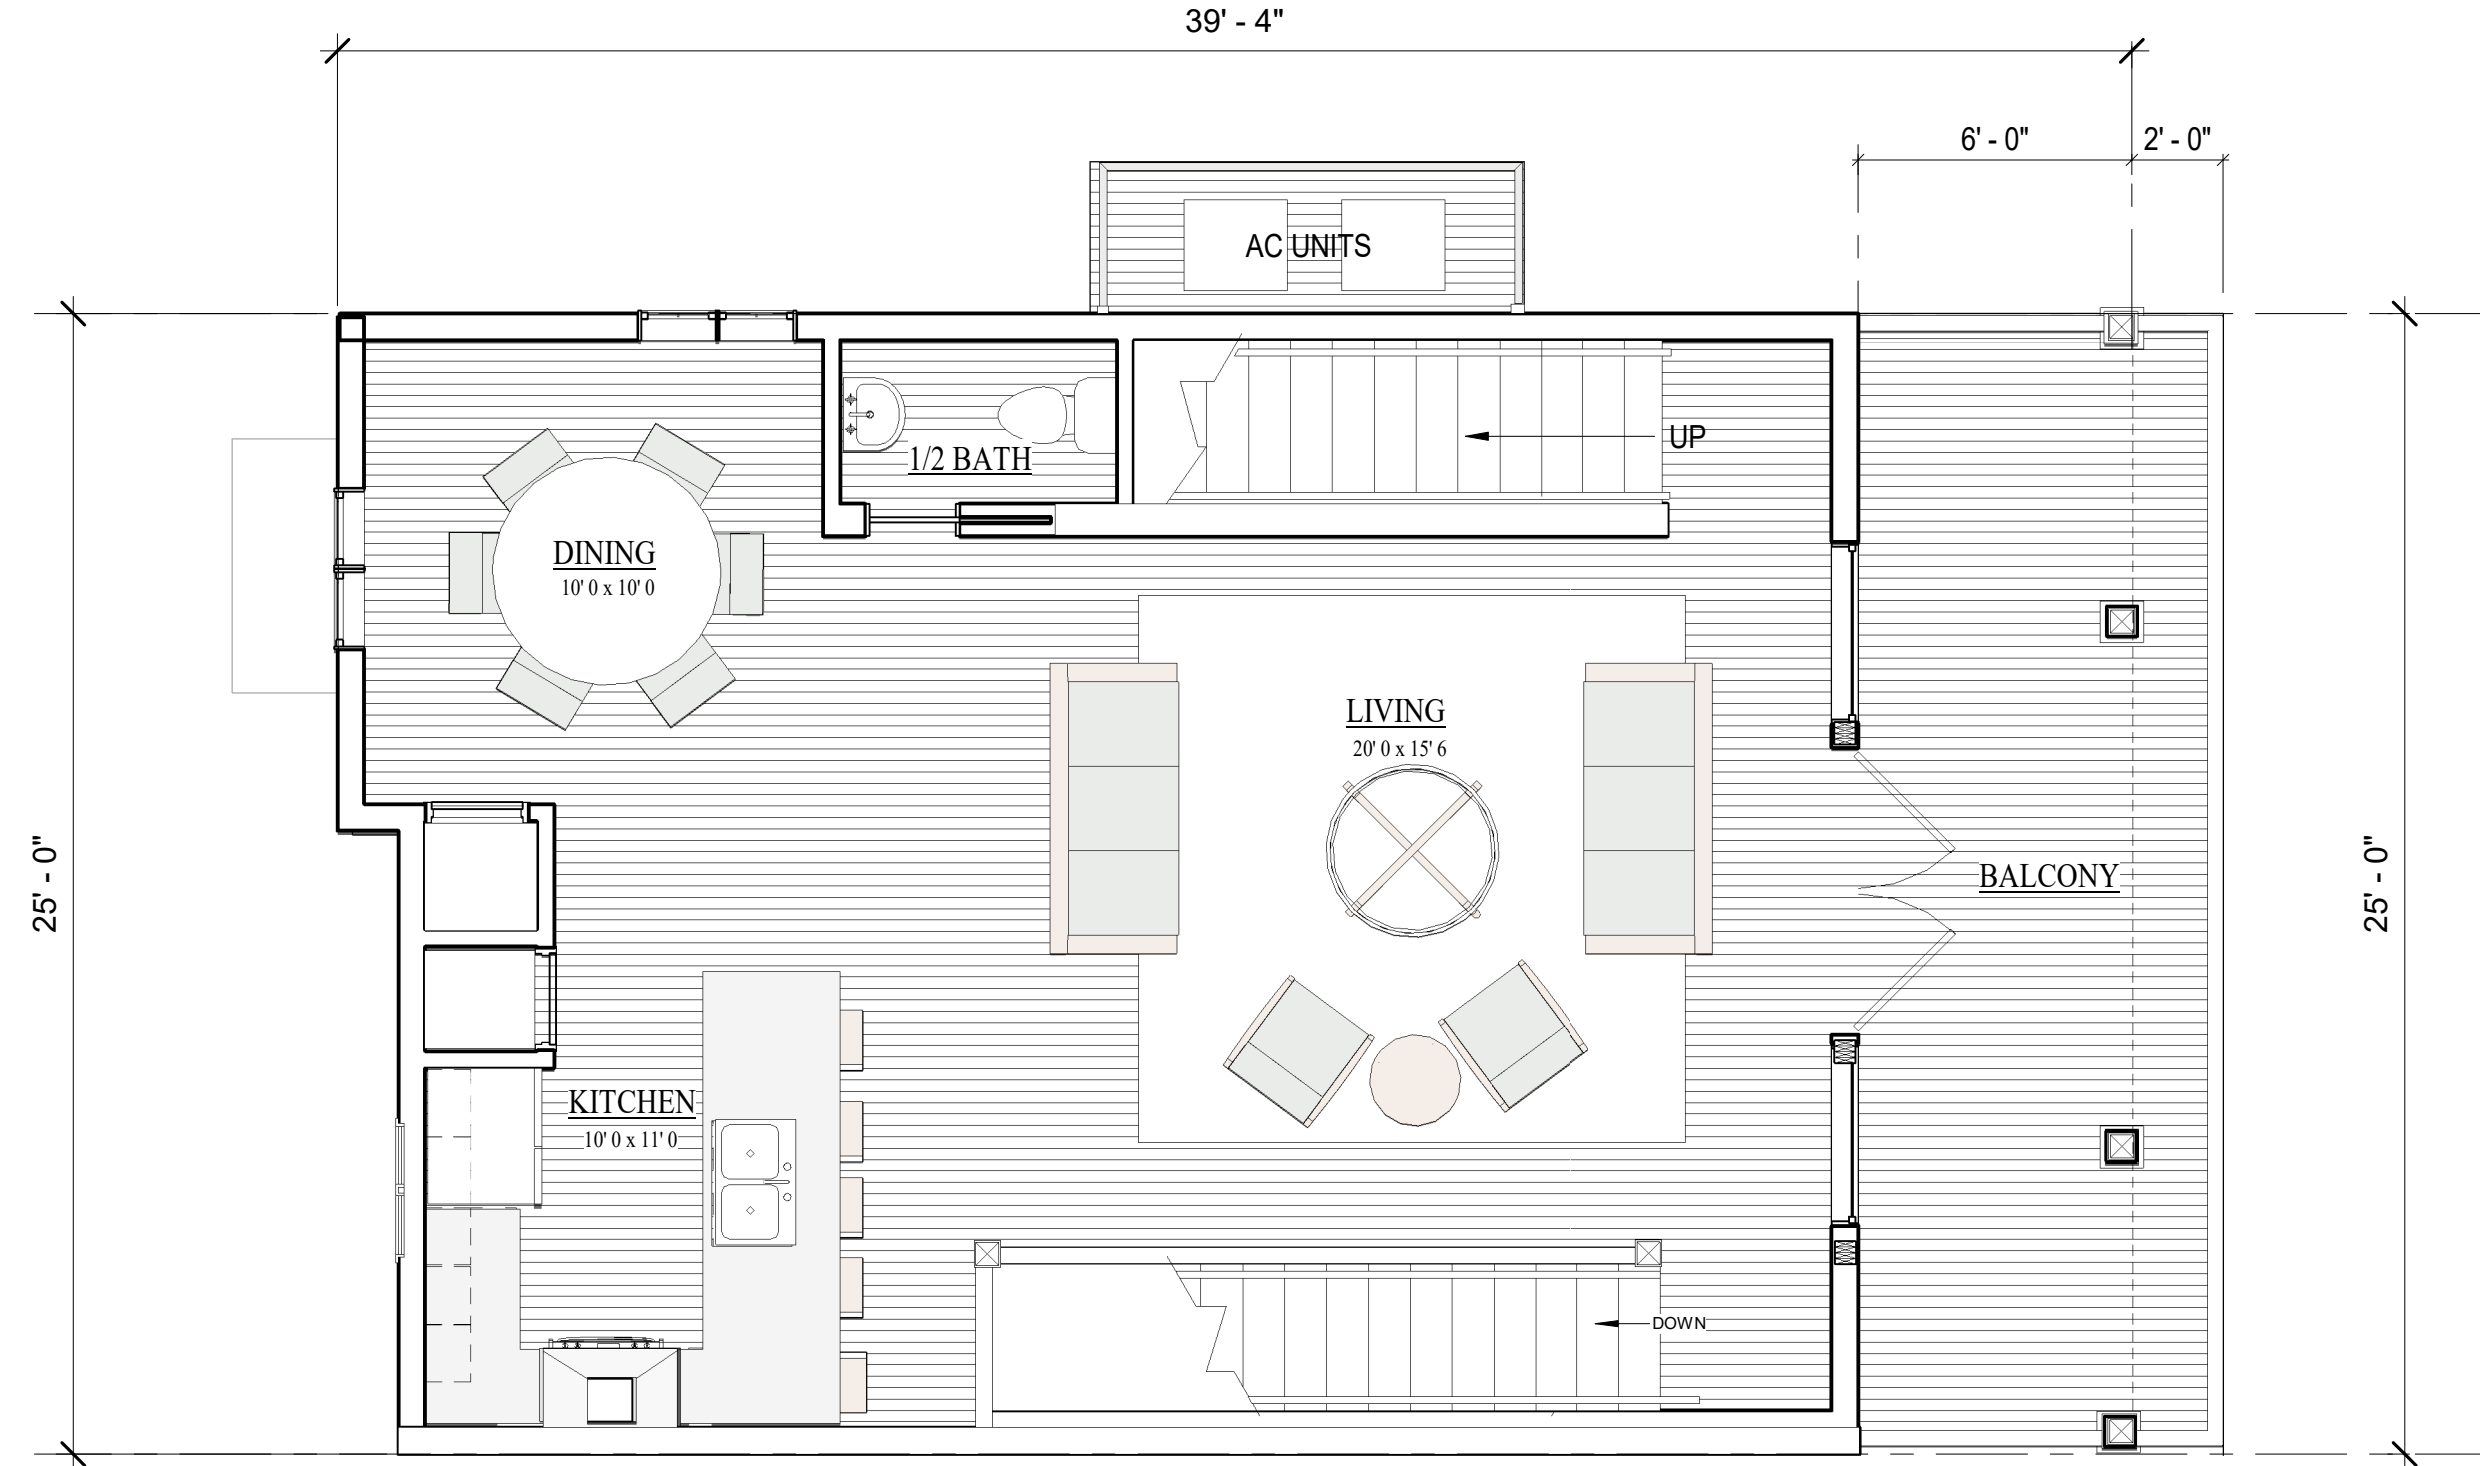 39' - 4"
6' - 0"
2' - 0"
AC UNITS
UP
1/2 BATH
DINING
10' 0 x 10' 0
LIVING
20' 0 x 15' 6
25' - 0"
BALCONY
25' - 0"
KITCHEN
10' 0 x 11' 0
DOWN